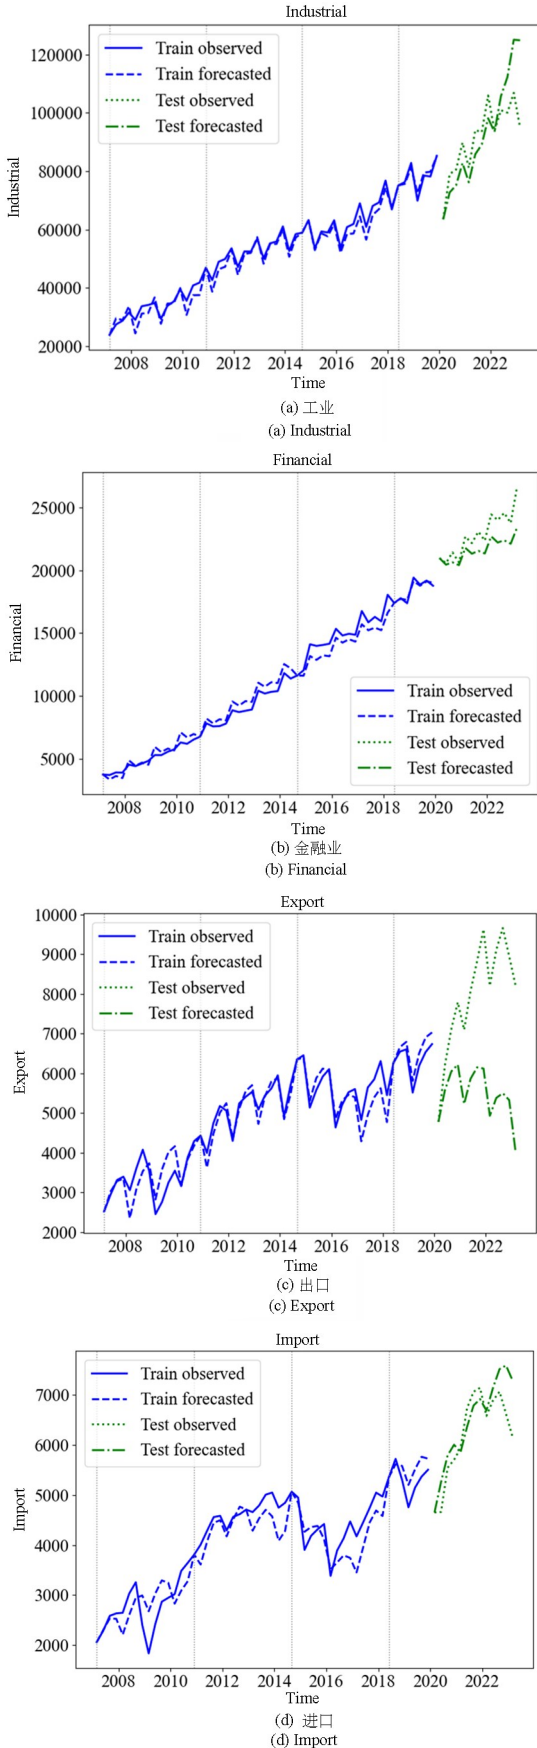 Industrial
Train observed
Train forecasted
Test observed
Test forecasted
120000
100000
80000
60000
40000
20000
Industrial
2008 2010 2012 2014 2016 2018 2020 2022
Time
(a) 工业
(a) Industrial
Financial
25000
20000
15000
10000
5000
Financial
Train observed
Train forecasted
Test observed
Test forecasted
2008 2010 2012 2014 2016 2018 2020 2022
Time
(b) 金融业
(b) Financial
Export
Train observed
Train forecasted
Test observed
Test forecasted
10000
9000
8000
7000
6000
5000
4000
3000
2000
Export
2008 2010 2012 2014 2016 2018 2020 2022
Time
(c) 出口
(c) Export
Import
Train observed
Train forecasted
Test observed
Test forecasted
7000
6000
5000
4000
3000
2000
Import
2008 2010 2012 2014 2016 2018 2020 2022
Time
(d) 进口
(d) Import